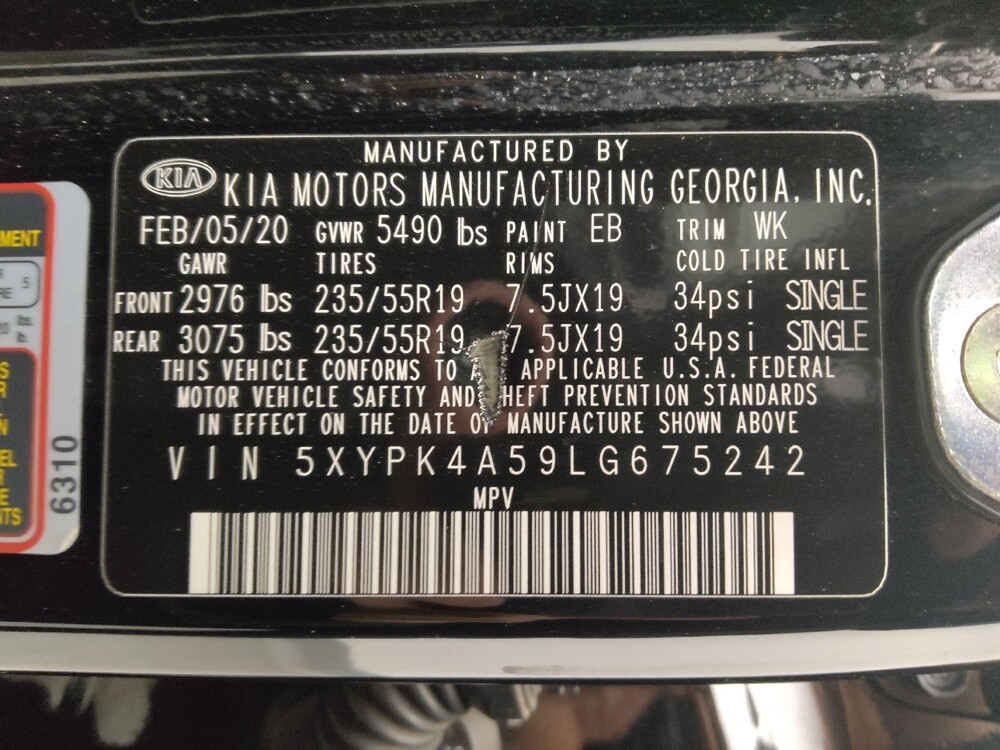 MANUFACTURED BY
KIA KIA MOTORS MANUFACTURING GEORGIA, INC.
FEB/05/20 GVWR 5490 lbs PAINT EB TRIM WK
GAWR TIRES RIMS COLD TIRE INFL
FRONT 2976 lbs 235/55R19 7.5JX19 34psi SINGLE
REAR 3075 lbs 235/55R19 7.5JX19 34psi SINGLE
THIS VEHICLE CONFORMS TO APPLICABLE U.S.A. FEDERAL
MOTOR VEHICLE SAFETY AND THEFT PREVENTION STANDARDS
IN EFFECT ON THE DATE OF MANUFACTURE SHOWN ABOVE
VIN 5XYPK4A59LG675242
MPV
6310